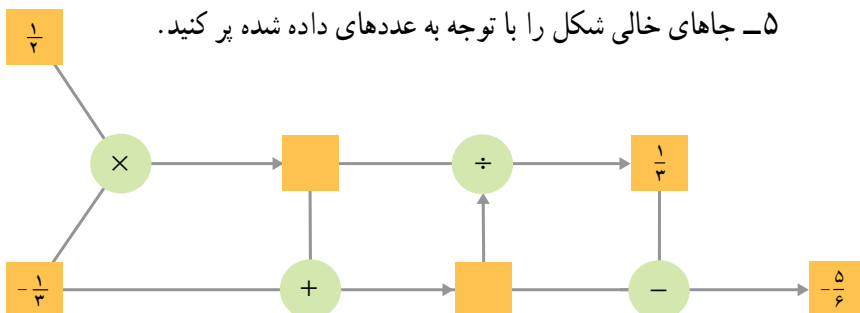 ۵ــ جاهای خالی شکل را با توجه به عددهای داده شده پر کنید.
۱/۲
× ÷ ۱/۳
-۱/۳ + − -۵/۶